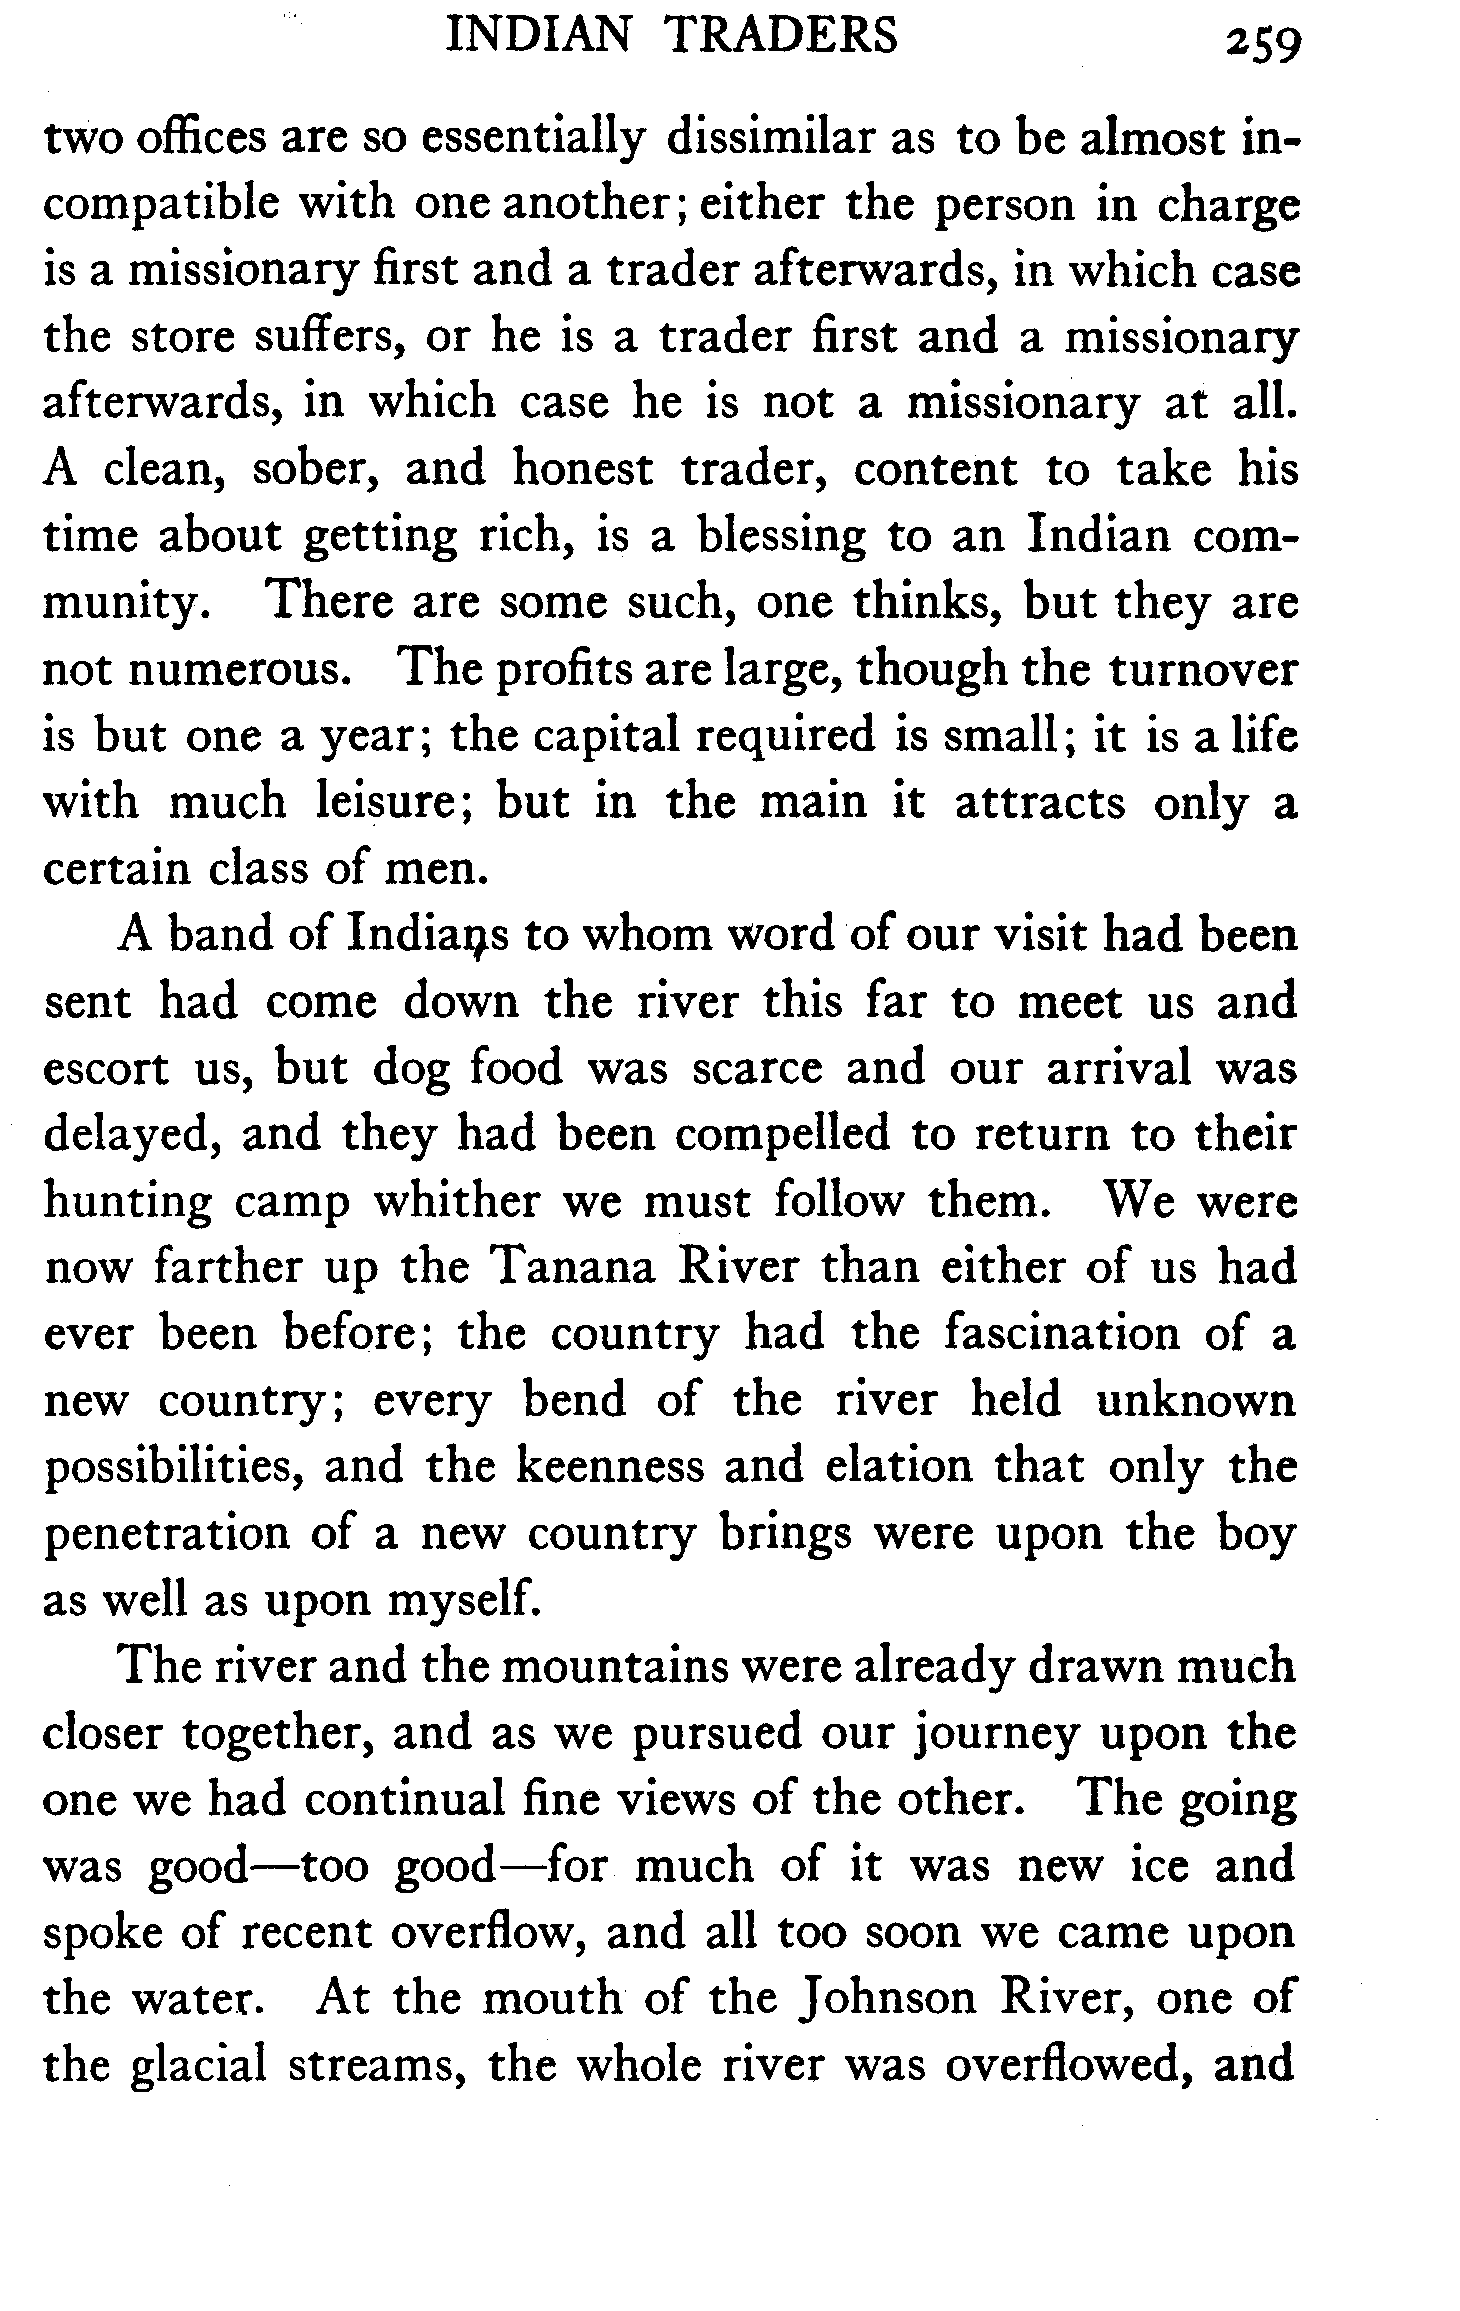 INDIAN TRADERS 259
two offices are so essentially dissimilar as to be almost in-
compatible with one another; either the person in charge
is a missionary first and a trader afterwards, in which case
the store suffers, or he is a trader first and a missionary
afterwards, in which case he is not a missionary at all.
A clean, sober, and honest trader, content to take his
time about getting rich, is a blessing to an Indian com-
munity. There are some such, one thinks, but they are
not numerous. The profits are large, though the turnover
is but one a year; the capital required is small; it is a life
with much leisure; but in the main it attracts only a
certain class of men.
A band of Indians to whom word of our visit had been
sent had come down the river this far to meet us and
escort us, but dog food was scarce and our arrival was
delayed, and they had been compelled to return to their
hunting camp whither we must follow them. We were
now farther up the Tanana River than either of us had
ever been before; the country had the fascination of a
new country; every bend of the river held unknown
possibilities, and the keenness and elation that only the
penetration of a new country brings were upon the boy
as well as upon myself.
The river and the mountains were already drawn much
closer together, and as we pursued our journey upon the
one we had continual fine views of the other. The going
was good—too good—for much of it was new ice and
spoke of recent overflow, and all too soon we came upon
the water. At the mouth of the Johnson River, one of
the glacial streams, the whole river was overflowed, and